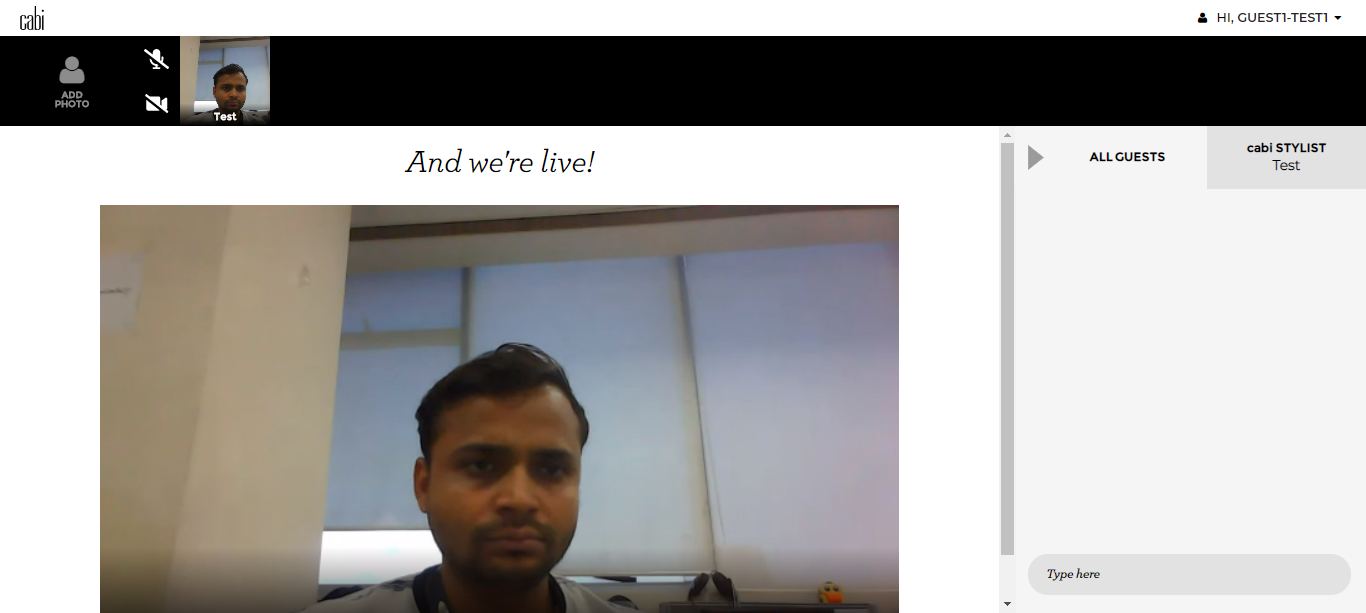 cabi
HI, GUEST1-TEST1
ADD
PHOTO
Test
And we're live!
ALL GUESTS
cabi STYLIST
Test
Type here